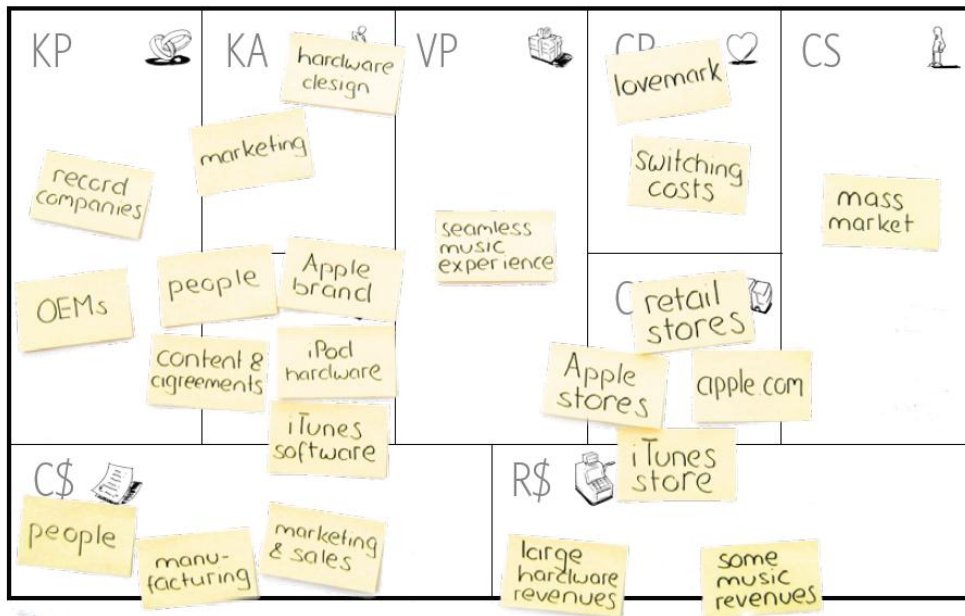 KP
KA
VP
CR
CS
hardware
design
marketing
record
companies
OEMs
people
Apple
brand
content &
agreements
iPod
hardware
iTunes
software
seamless
music
experience
lovemark
switching
costs
retail
stores
Apple
stores
apple.com
iTunes
store
mass
market
C$
people
manu-
facturing
marketing
& sales
R$
large
hardware
revenues
some
music
revenues